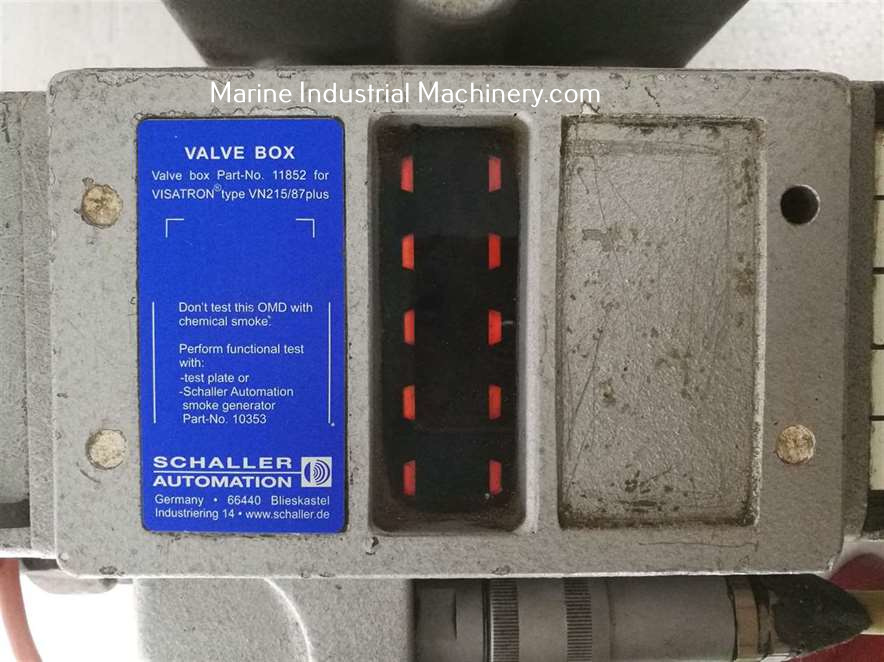 Marine Industrial Machinery.com
VALVE BOX
Valve box Part-No. 11852 for
VISATRON® type VN215/87plus
Don't test this OMD with
chemical smoke.
Perform functional test
with:
-test plate or
-Schaller Automation
smoke generator
Part-No. 10353
SCHALLER
AUTOMATION
Germany • 66440 Blieskastel
Industriering 14 • www.schaller.de